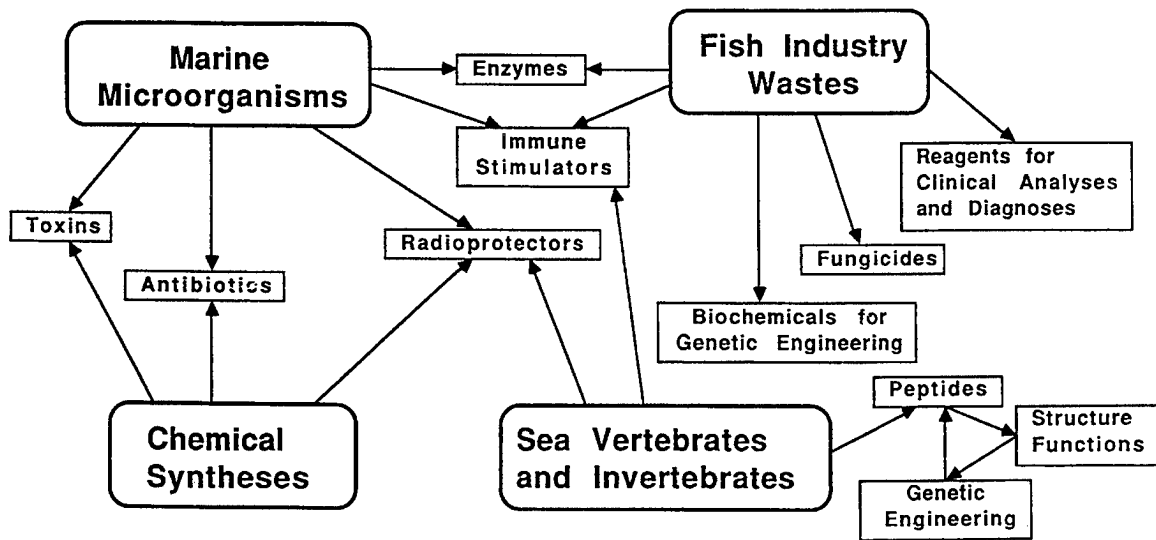 Marine
Microorganisms
Fish Industry
Wastes
Enzymes
Immune
Stimulators
Reagents for
Clinical Analyses
and Diagnoses
Toxins
Radioprotectors
Fungicides
Antibiotics
Biochemicals for
Genetic Engineering
Peptides
Structure
Functions
Chemical
Syntheses
Sea Vertebrates
and Invertebrates
Genetic
Engineering